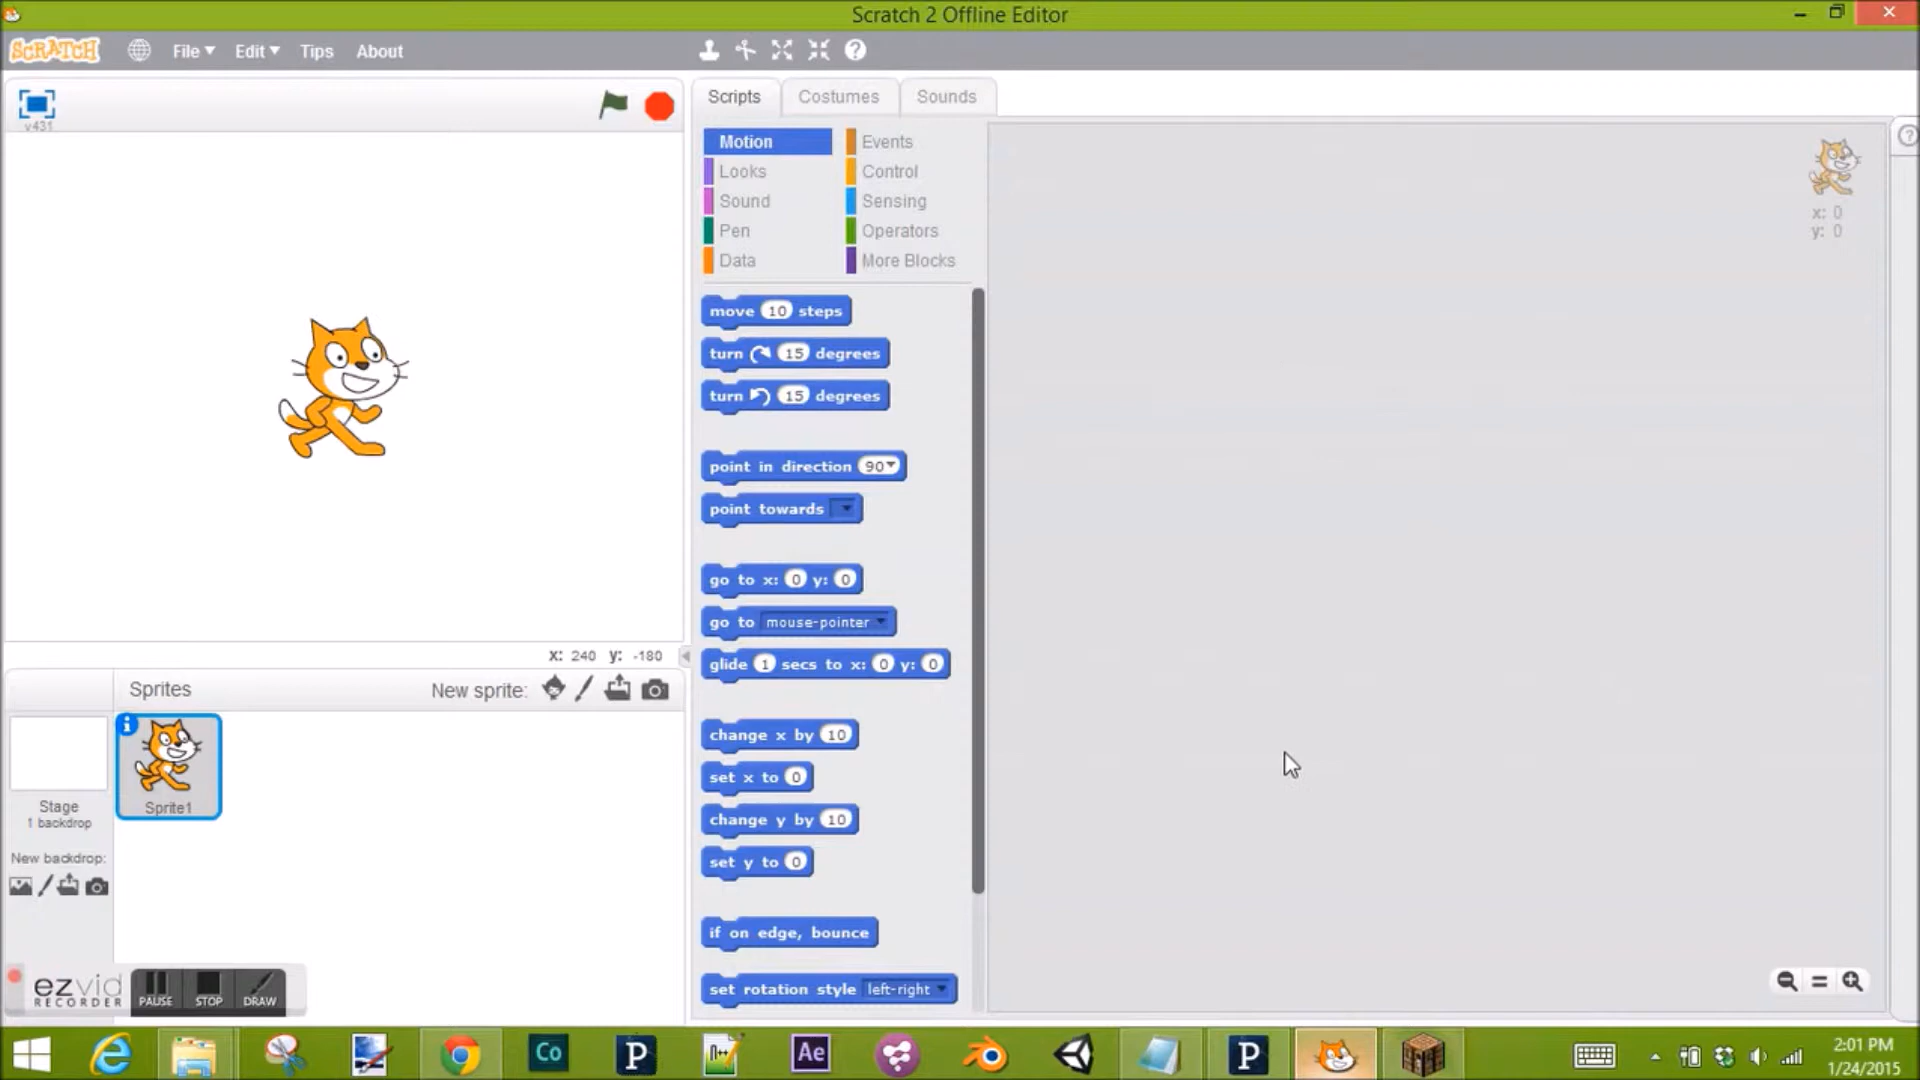 Scratch 2 Offline Editor
SCRATCH File Edit Tips About
v431
Scripts Costumes Sounds
Motion Events
Looks Control
Sound Sensing
Pen Operators
Data More Blocks
x: 0
y: 0
move 10 steps
turn 15 degrees
turn 15 degrees
point in direction 90
point towards
go to x: 0 y: 0
go to mouse-pointer
glide 1 secs to x: 0 y: 0
change x by 10
set x to 0
change y by 10
set y to 0
if on edge, bounce
set rotation style left-right
x: 240 y: -180
Sprites New sprite:
Sprite1
Stage
1 backdrop
New backdrop:
ezvid
RECORDER
PAUSE STOP DRAW
Co P n++ Ae P
2:01 PM
1/24/2015